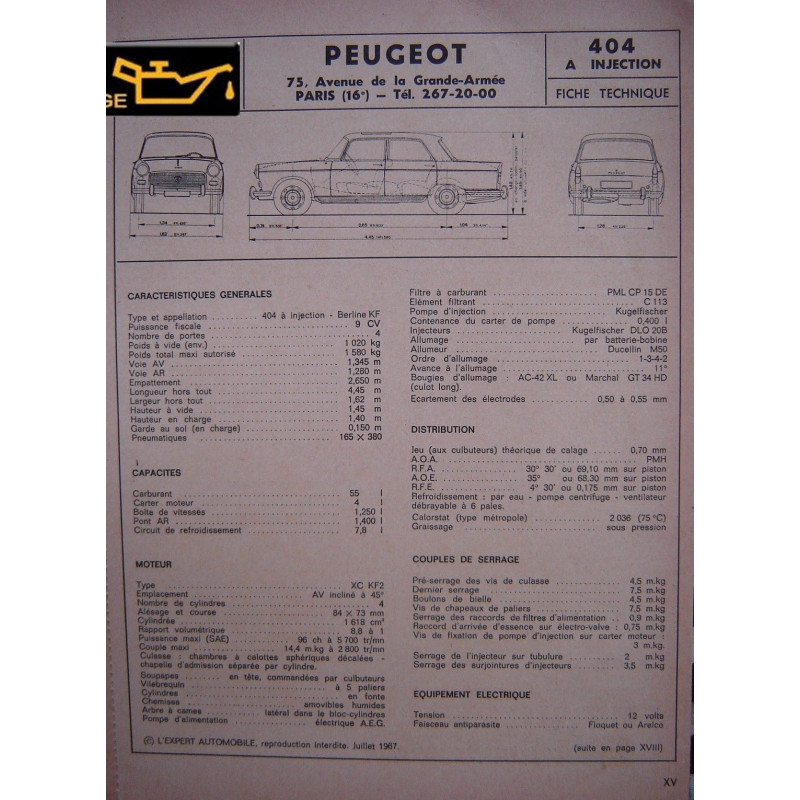 GE
PEUGEOT
75, Avenue de la Grande-Armée
PARIS (16e) — Tél. 267-20-00
404
A INJECTION
FICHE TECHNIQUE
CARACTERISTIQUES GENERALES
Type et appellation 404 à injection - Berline KF
Puissance fiscale 9 CV
Nombre de portes 4
Poids à vide (env.) 1 020 kg
Poids total maxi autorisé 1 580 kg
Voie AV 1,345 m
Voie AR 1,280 m
Empattement 2,650 m
Longueur hors tout 4,45 m
Largeur hors tout 1,62 m
Hauteur à vide 1,45 m
Hauteur en charge 1,40 m
Garde au sol (en charge) 0,150 m
Pneumatiques 165 × 380
CAPACITES
Carburant 55 l
Carter moteur 4 l
Boîte de vitesses 1,250 l
Pont AR 1,400 l
Circuit de refroidissement 7,8 l
MOTEUR
Type XC KF2
Emplacement AV incliné à 45°
Nombre de cylindres 4
Alésage et course 84 × 73 mm
Cylindrée 1 618 cm³
Rapport volumétrique 8,8 à 1
Puissance maxi (SAE) 96 ch à 5 700 tr/mn
Couple maxi 14,4 m.kg à 2 800 tr/mn
Culasse : chambres à calottes sphériques décalées -
chapelle d'admission séparée par cylindre.
Soupapes en tête, commandées par culbuteurs
Vilebrequin à 5 paliers
Cylindres en fonte
Chemises amovibles humides
Arbre à cames latéral dans le bloc-cylindres
Pompe d'alimentation électrique A.E.G.
Filtre à carburant PML CP 15 DE
Elément filtrant C 113
Pompe d'injection Kugelfischer
Contenance du carter de pompe 0,400 l
Injecteurs Kugelfischer DLO 20B
Allumage par batterie-bobine
Allumeur Ducellin M50
Ordre d'allumage 1-3-4-2
Avance à l'allumage 11°
Bougies d'allumage : AC-42 XL ou Marchal GT 34 HD
(culot long).
Ecartement des électrodes 0,50 à 0,55 mm
DISTRIBUTION
Jeu (aux culbuteurs) théorique de calage 0,70 mm
A.O.A. PMH
R.F.A. 30° 30' ou 69,10 mm sur piston
A.O.E. 35° ou 68,30 mm sur piston
R.F.E. 4° 30' ou 0,175 mm sur piston
Refroidissement : par eau - pompe centrifuge - ventilateur
débrayable à 6 pales.
Calorstat (type métropole) 2 036 (75 °C)
Graissage sous pression
COUPLES DE SERRAGE
Pré-serrage des vis de culasse 4,5 m.kg
Dernier serrage 7,5 m.kg
Boulons de bielle 4,5 m.kg
Vis de chapeaux de paliers 7,5 m.kg
Serrage des raccords de filtres d'alimentation 0,9 m.kg
Raccord d'arrivée d'essence sur électro-valve : 0,75 m.kg
Vis de fixation de pompe d'injection sur carter moteur :
3 m.kg
Serrage de l'injecteur sur tubulure 2 m.kg
Serrage des surjointures d'injecteurs 3,5 m.kg
EQUIPEMENT ELECTRIQUE
Tension 12 volts
Faisceau antiparasite Floquet ou Arelco
© L'EXPERT AUTOMOBILE, reproduction interdite. Juillet 1967.
(suite en page XVIII)
XV